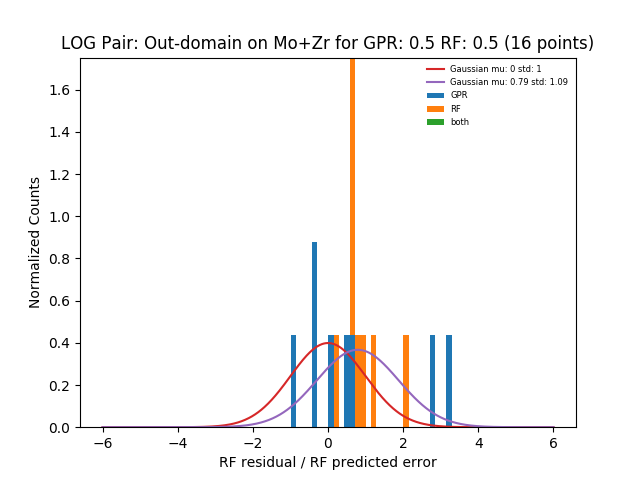 LOG Pair: Out-domain on Mo+Zr for GPR: 0.5 RF: 0.5 (16 points)
Gaussian mu: 0 std: 1
Gaussian mu: 0.79 std: 1.09
GPR
RF
both
Normalized Counts
1.6
1.4
1.2
1.0
0.8
0.6
0.4
0.2
0.0
−6 −4 −2 0 2 4 6
RF residual / RF predicted error